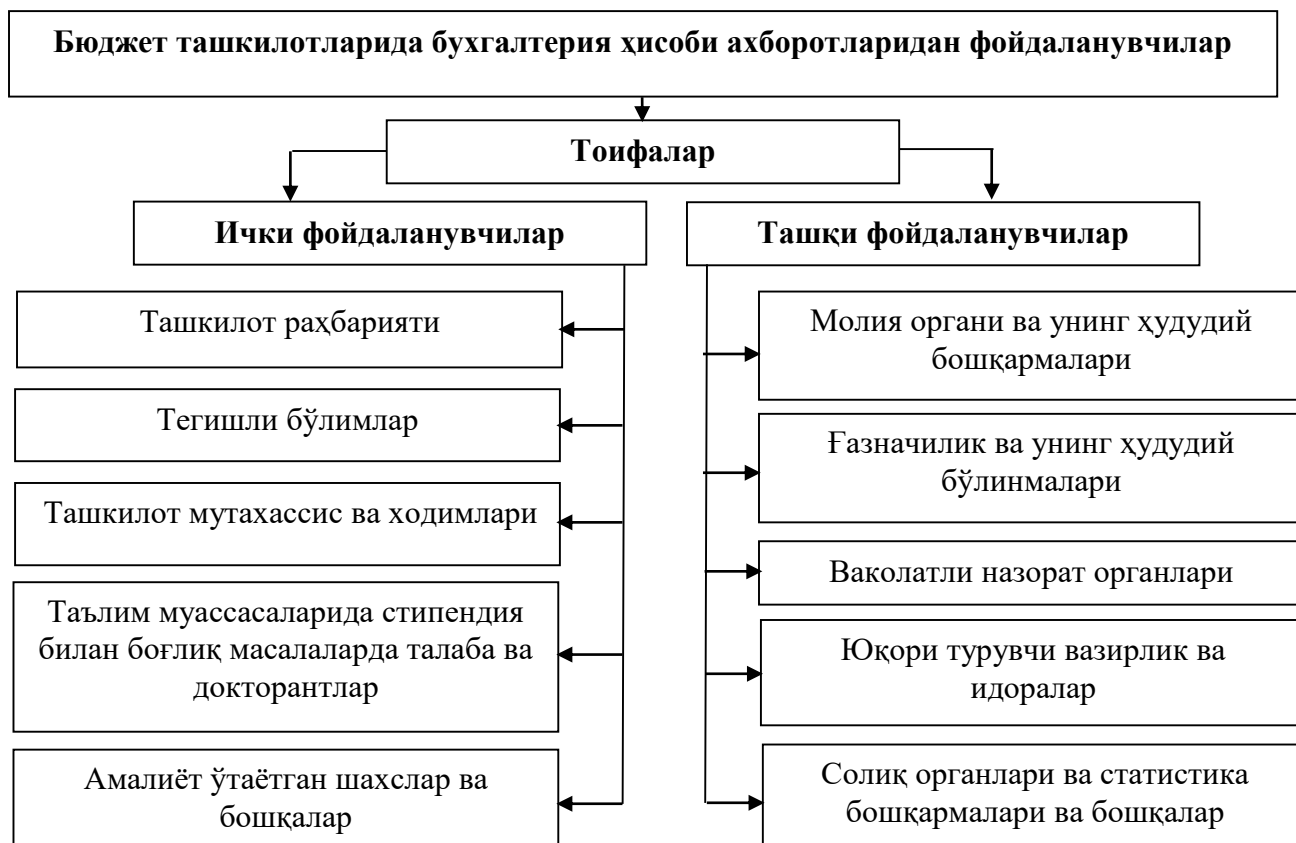 Бюджет ташкилотларида бухгалтерия ҳисоби ахборотларидан фойдаланувчилар
Тоифалар
Ички фойдаланувчилар
Ташкилот раҳбарияти
Тегишли бўлимлар
Ташкилот мутахассис ва ходимлари
Таълим муассасаларида стипендия
билан боғлиқ масалаларда талаба ва
докторантлар
Амалиёт ўтаётган шахслар ва
бошқалар
Ташқи фойдаланувчилар
Молия органи ва унинг ҳудудий
бошқармалари
Ғазначилик ва унинг ҳудудий
бўлинмалари
Ваколатли назорат органлари
Юқори турувчи вазирлик ва
идоралар
Солиқ органлари ва статистика
бошқармалари ва бошқалар